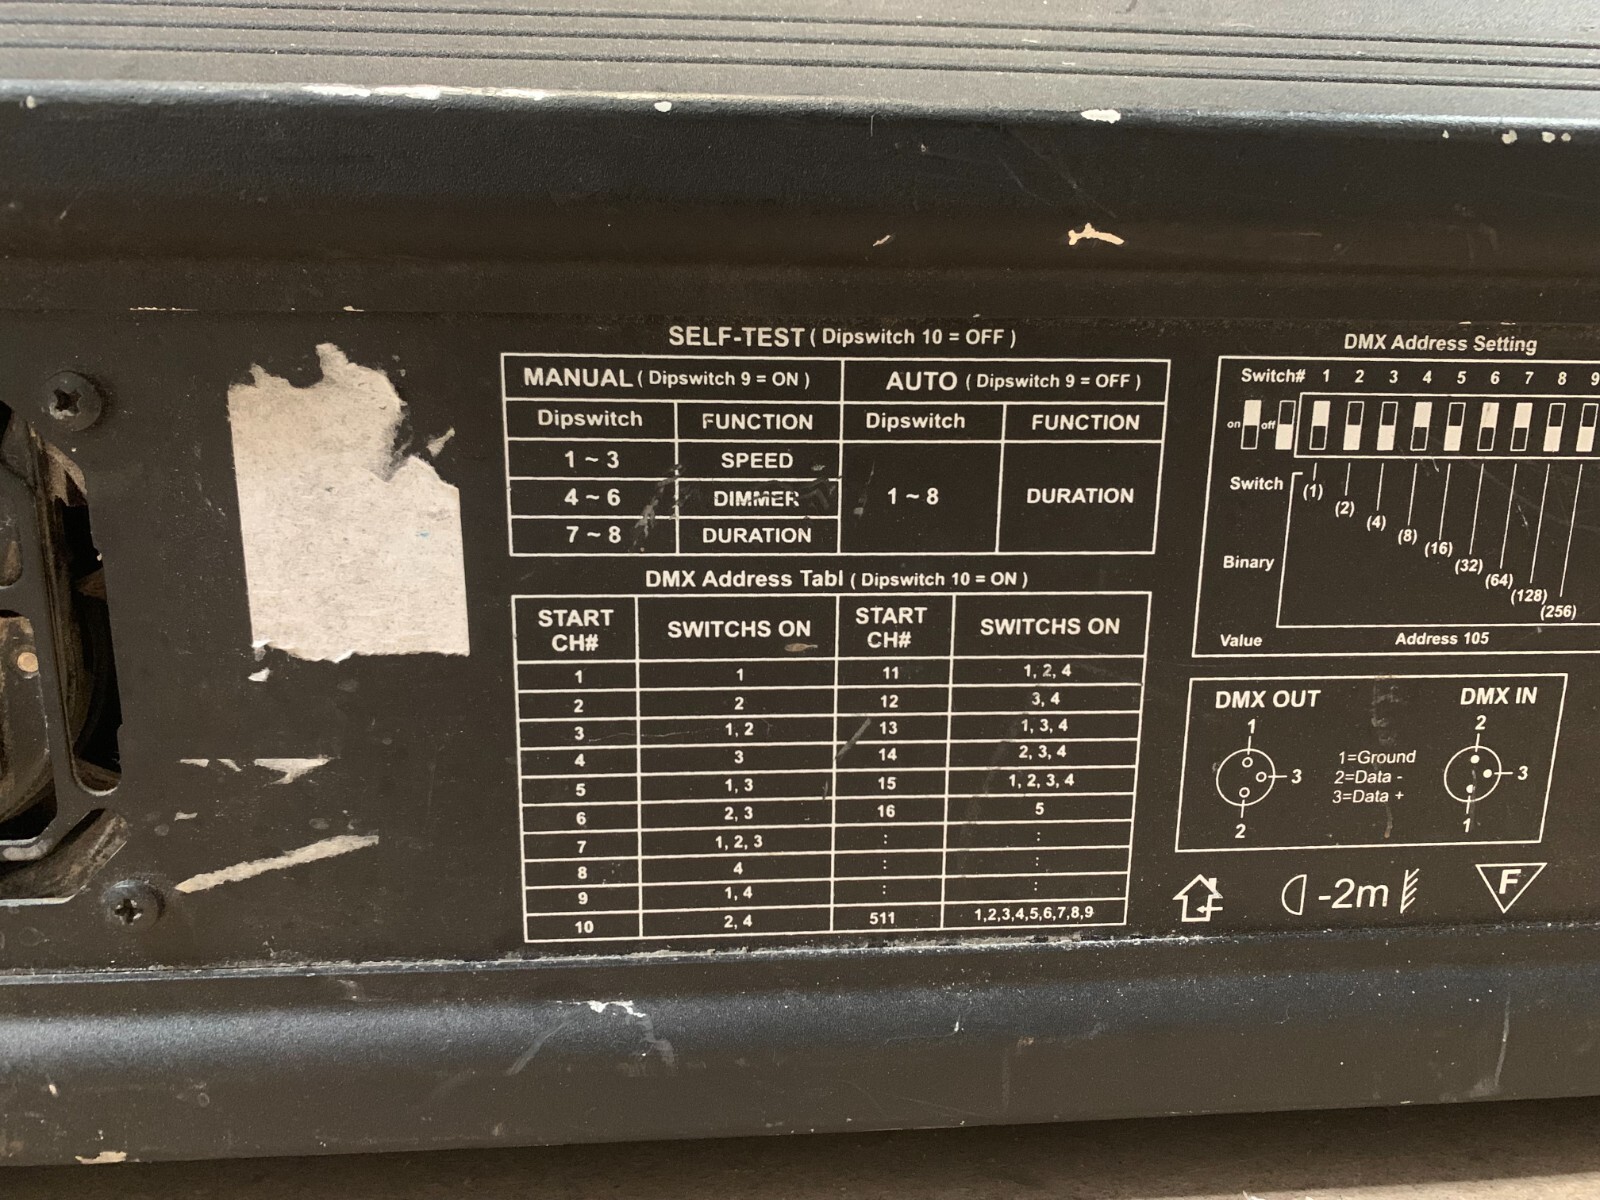 SELF-TEST ( Dipswitch 10 = OFF )
MANUAL ( Dipswitch 9 = ON ) AUTO ( Dipswitch 9 = OFF )
Dipswitch FUNCTION Dipswitch FUNCTION
1 ~ 3 SPEED
4 ~ 6 DIMMER 1 ~ 8 DURATION
7 ~ 8 DURATION
DMX Address Tabl ( Dipswitch 10 = ON )
START CH# SWITCHS ON START CH# SWITCHS ON
1 1 11 1, 2, 4
2 2 12 3, 4
3 1, 2 13 1, 3, 4
4 3 14 2, 3, 4
5 1, 3 15 1, 2, 3, 4
6 2, 3 16 5
7 1, 2, 3 : :
8 4 : :
9 1, 4 : :
10 2, 4 511 1,2,3,4,5,6,7,8,9
DMX Address Setting
Switch# 1 2 3 4 5 6 7 8 9
on off
Switch (1) (2) (4) (8) (16) (32) (64) (128) (256)
Binary
Value Address 105
DMX OUT DMX IN
1 2
3 3
2 1
1=Ground
2=Data -
3=Data +
-2m F